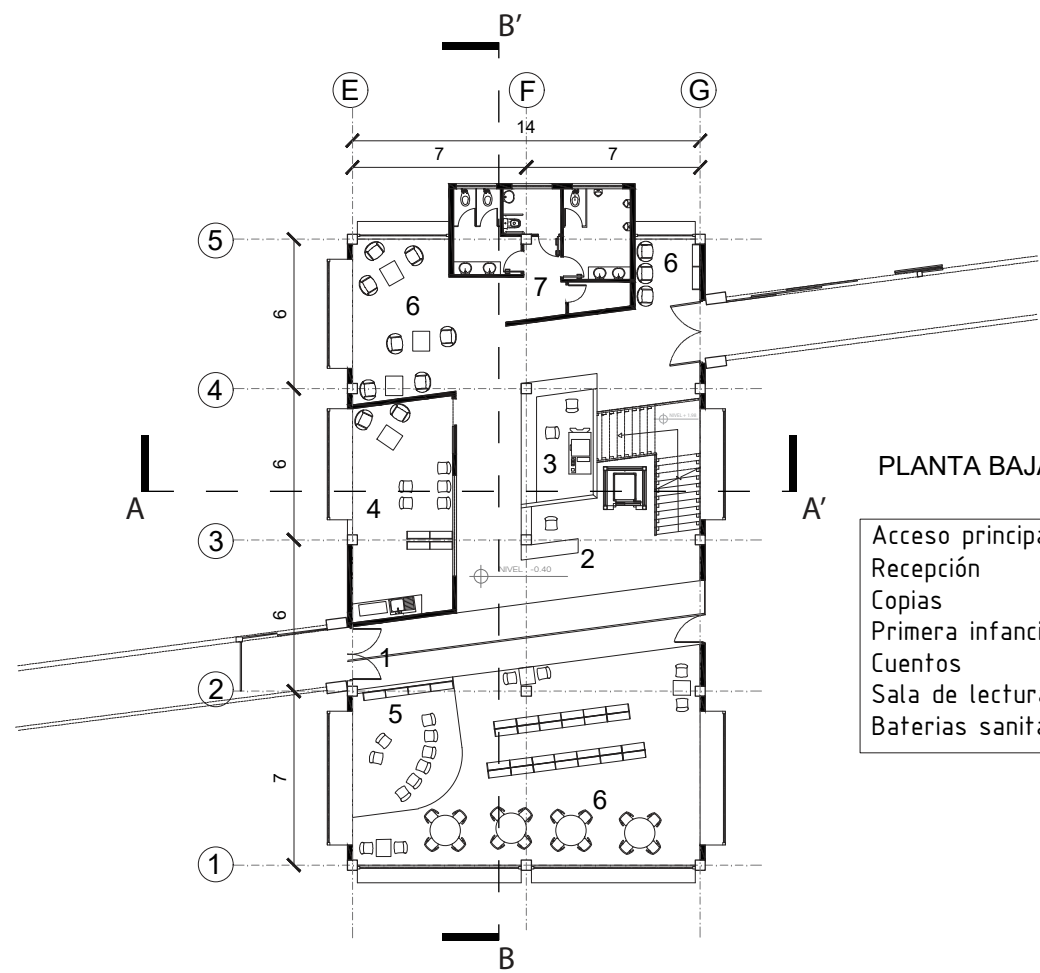 B'
E
F
G
14
7
7
5
6
6
7
6
4
NIVEL +
3
PLANTA BAJA
6
4
A
A'
3
2
Acceso principa
Recepción
Copias
Primera infanci
Cuentos
Sala de lectura
Baterias sanita
NIVEL -0.40
6
1
2
5
7
6
1
B